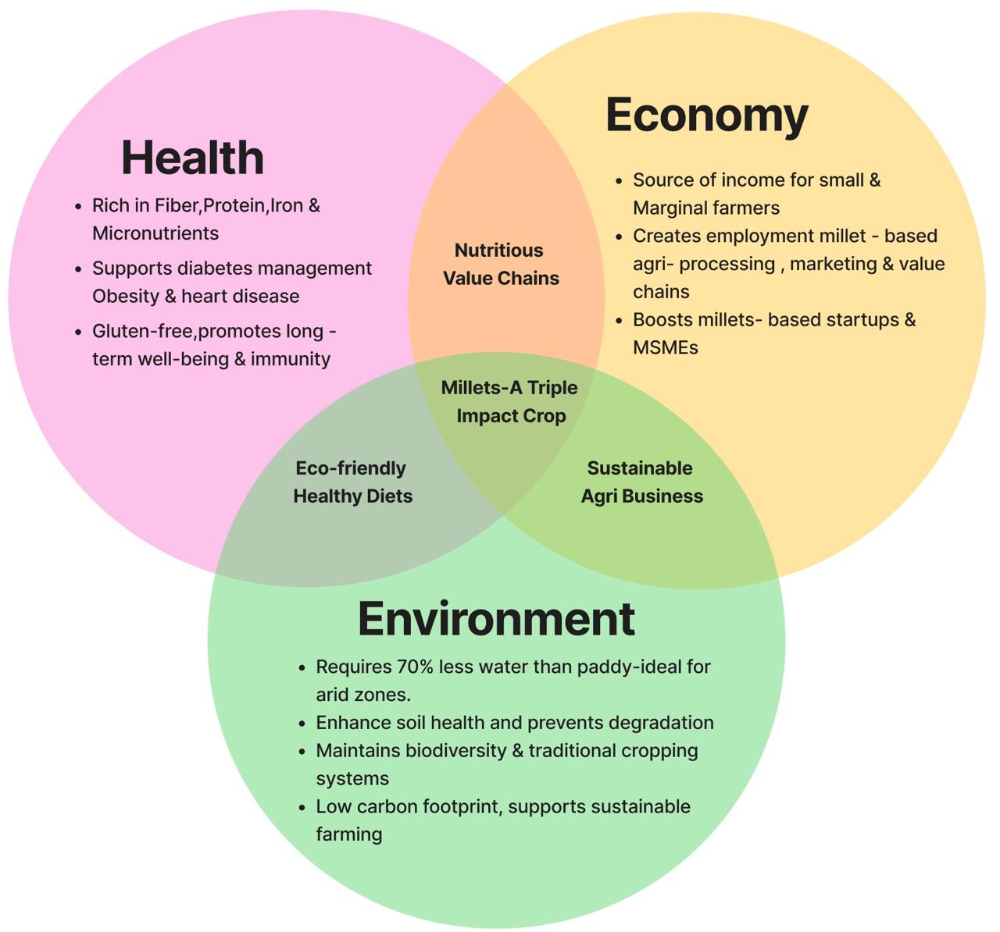 Health
• Rich in Fiber,Protein,Iron &
Micronutrients
• Supports diabetes management
Obesity & heart disease
• Gluten-free,promotes long -
term well-being & immunity
Economy
• Source of income for small &
Marginal farmers
• Creates employment millet - based
agri- processing , marketing & value
chains
• Boosts millets- based startups &
MSMEs
Nutritious
Value Chains
Millets-A Triple
Impact Crop
Eco-friendly
Healthy Diets
Sustainable
Agri Business
Environment
• Requires 70% less water than paddy-ideal for
arid zones.
• Enhance soil health and prevents degradation
• Maintains biodiversity & traditional cropping
systems
• Low carbon footprint, supports sustainable
farming